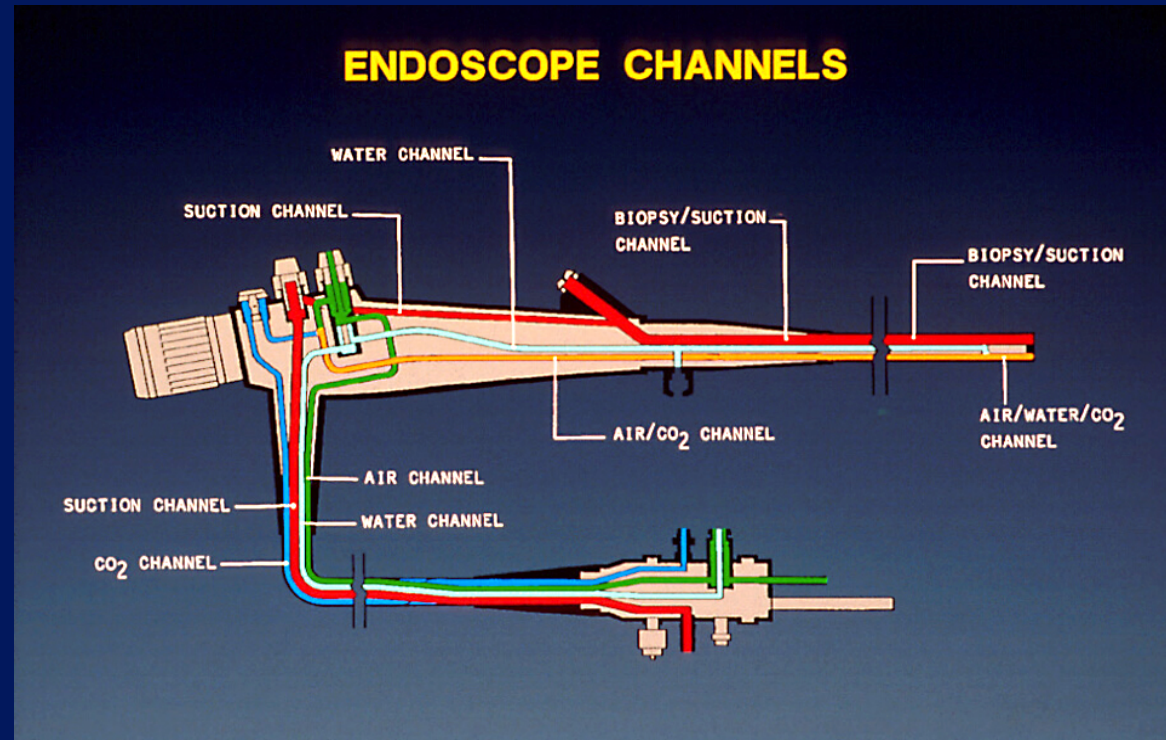 ENDOSCOPE CHANNELS
WATER CHANNEL
SUCTION CHANNEL
BIOPSY/SUCTION
CHANNEL
BIOPSY/SUCTION
CHANNEL
AIR/CO₂ CHANNEL
AIR/WATER/CO₂
CHANNEL
AIR CHANNEL
SUCTION CHANNEL
WATER CHANNEL
CO₂ CHANNEL